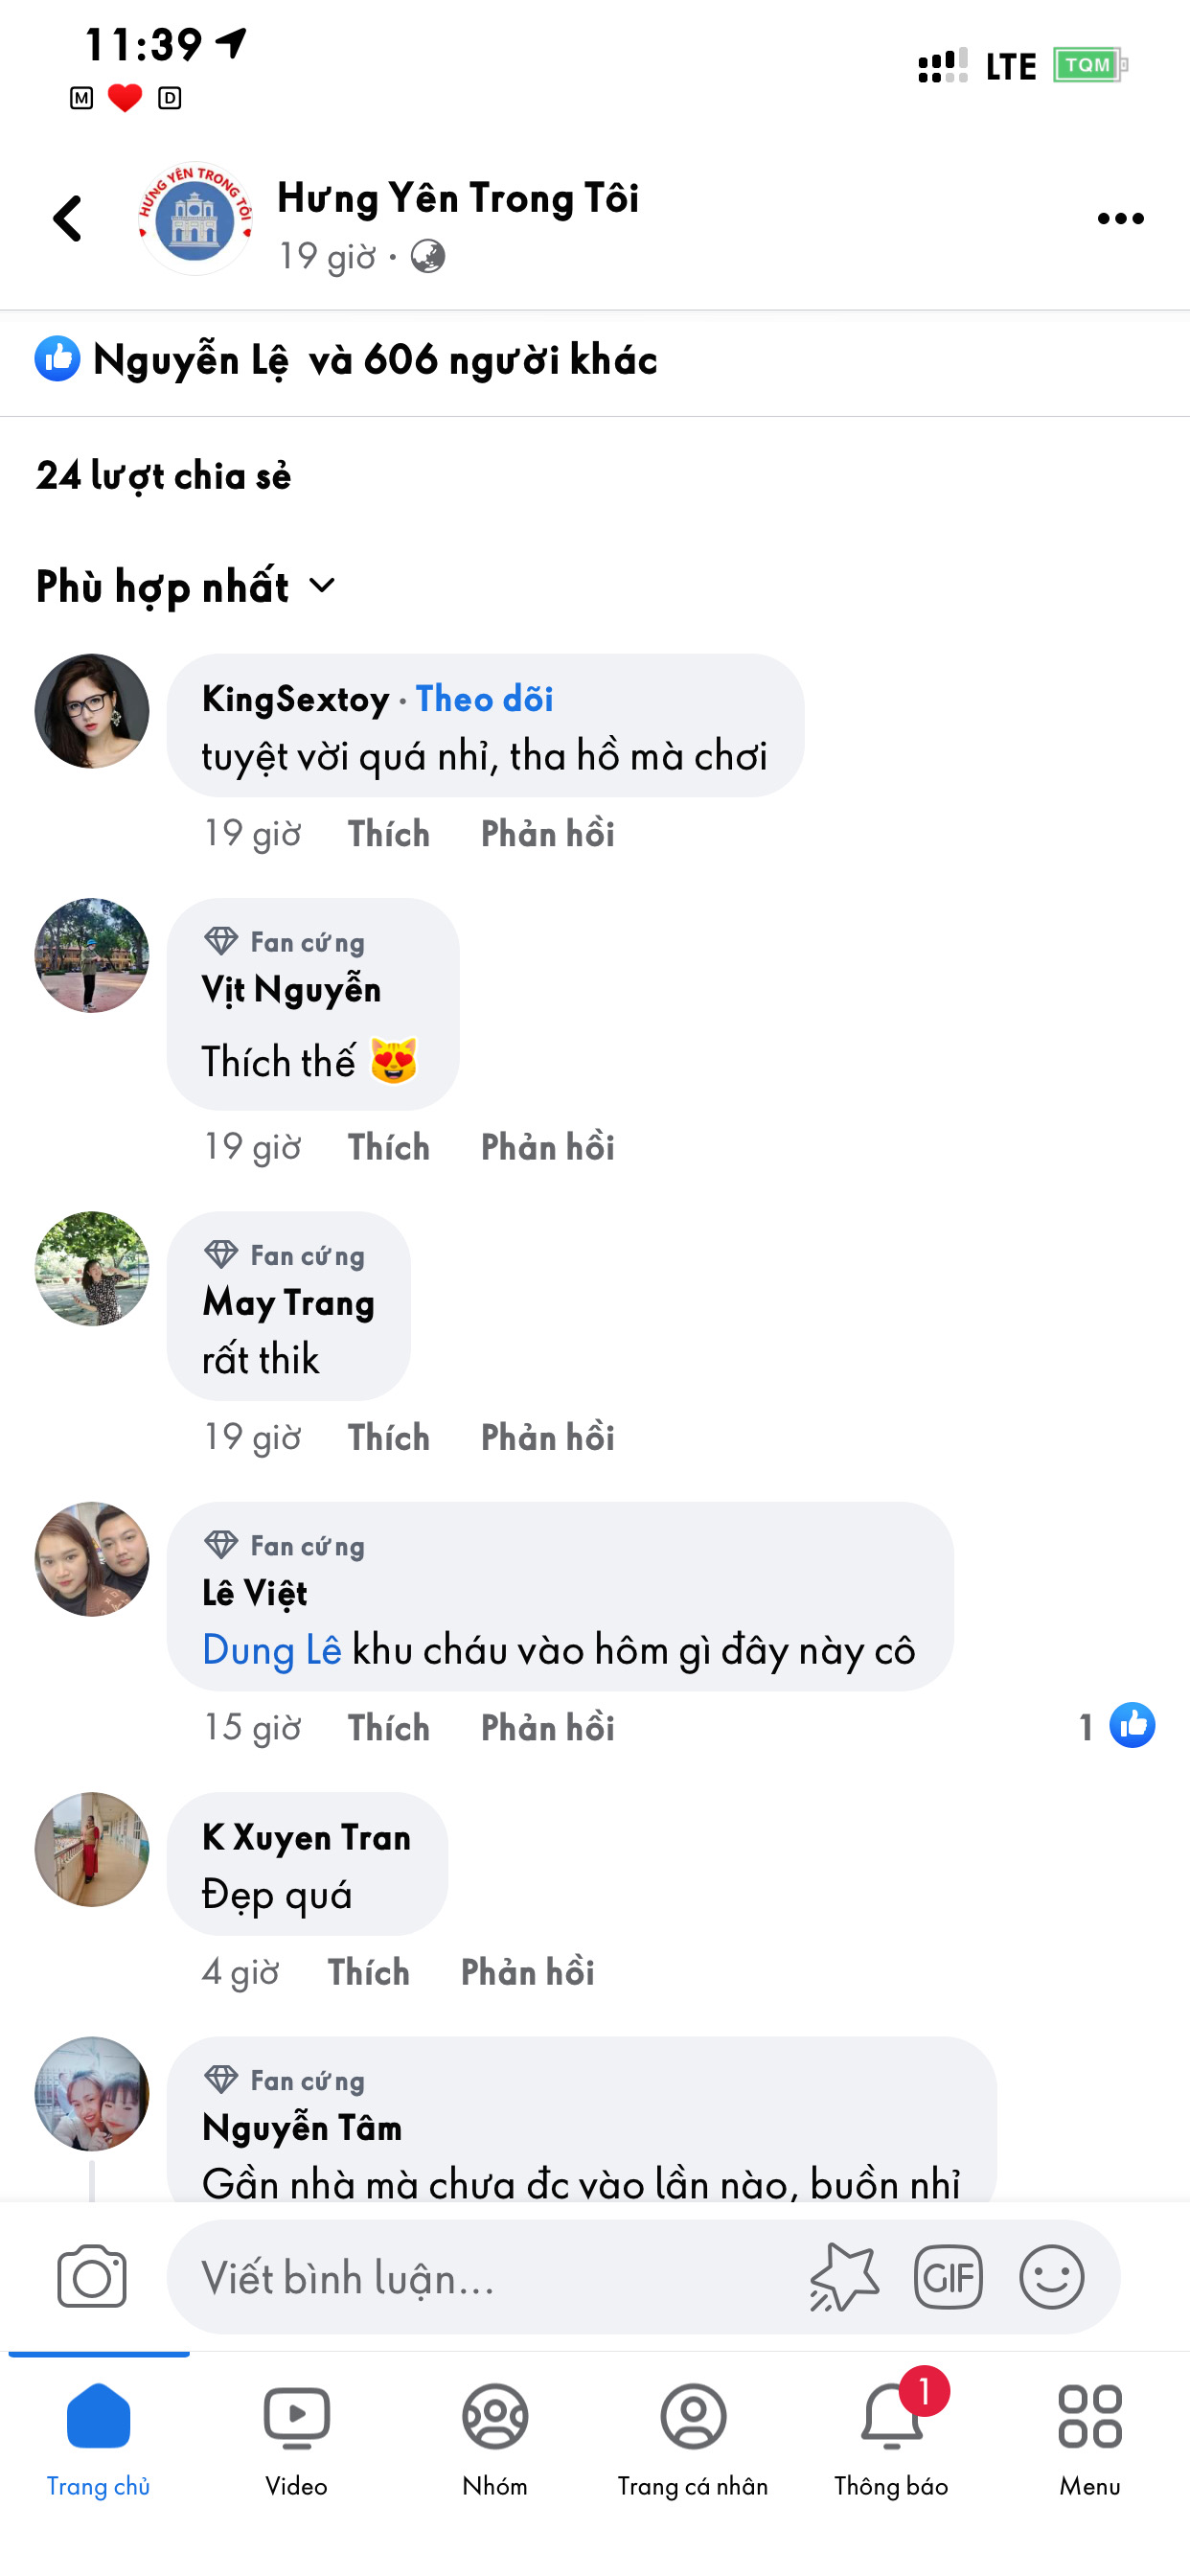 11:39
LTE
TQM
M D
HƯNG YÊN TRONG TÔI
Hưng Yên Trong Tôi
19 giờ ·
Nguyễn Lệ và 606 người khác
24 lượt chia sẻ
Phù hợp nhất
KingSextoy · Theo dõi
tuyệt vời quá nhỉ, tha hồ mà chơi
19 giờ Thích Phản hồi
Fan cứng
Vịt Nguyễn
Thích thế 😻
19 giờ Thích Phản hồi
Fan cứng
May Trang
rất thik
19 giờ Thích Phản hồi
Fan cứng
Lê Việt
Dung Lê khu cháu vào hôm gì đây này cô
15 giờ Thích Phản hồi 1
K Xuyen Tran
Đẹp quá
4 giờ Thích Phản hồi
Fan cứng
Nguyễn Tâm
Gần nhà mà chưa đc vào lần nào, buồn nhỉ
Viết bình luận...
GIF
1
Trang chủ Video Nhóm Trang cá nhân Thông báo Menu